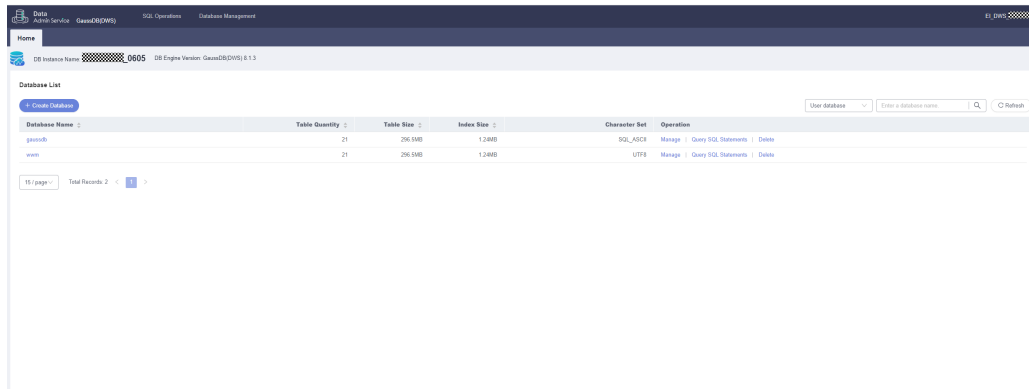 Data
Admin Service GaussDB(DWS) SQL Operations Database Management EI_DWS_
Home
DB Instance Name: _0605 DB Engine Version: GaussDB(DWS) 8.1.3
Database List
+ Create Database User database Enter a database name Refresh
Database Name Table Quantity Table Size Index Size Character Set Operation
gaussdb 21 296.5MB 1.24MB SQL_ASCII Manage | Query SQL Statements | Delete
wwm 21 296.5MB 1.24MB UTF8 Manage | Query SQL Statements | Delete
15 / page Total Records: 2 < 1 >